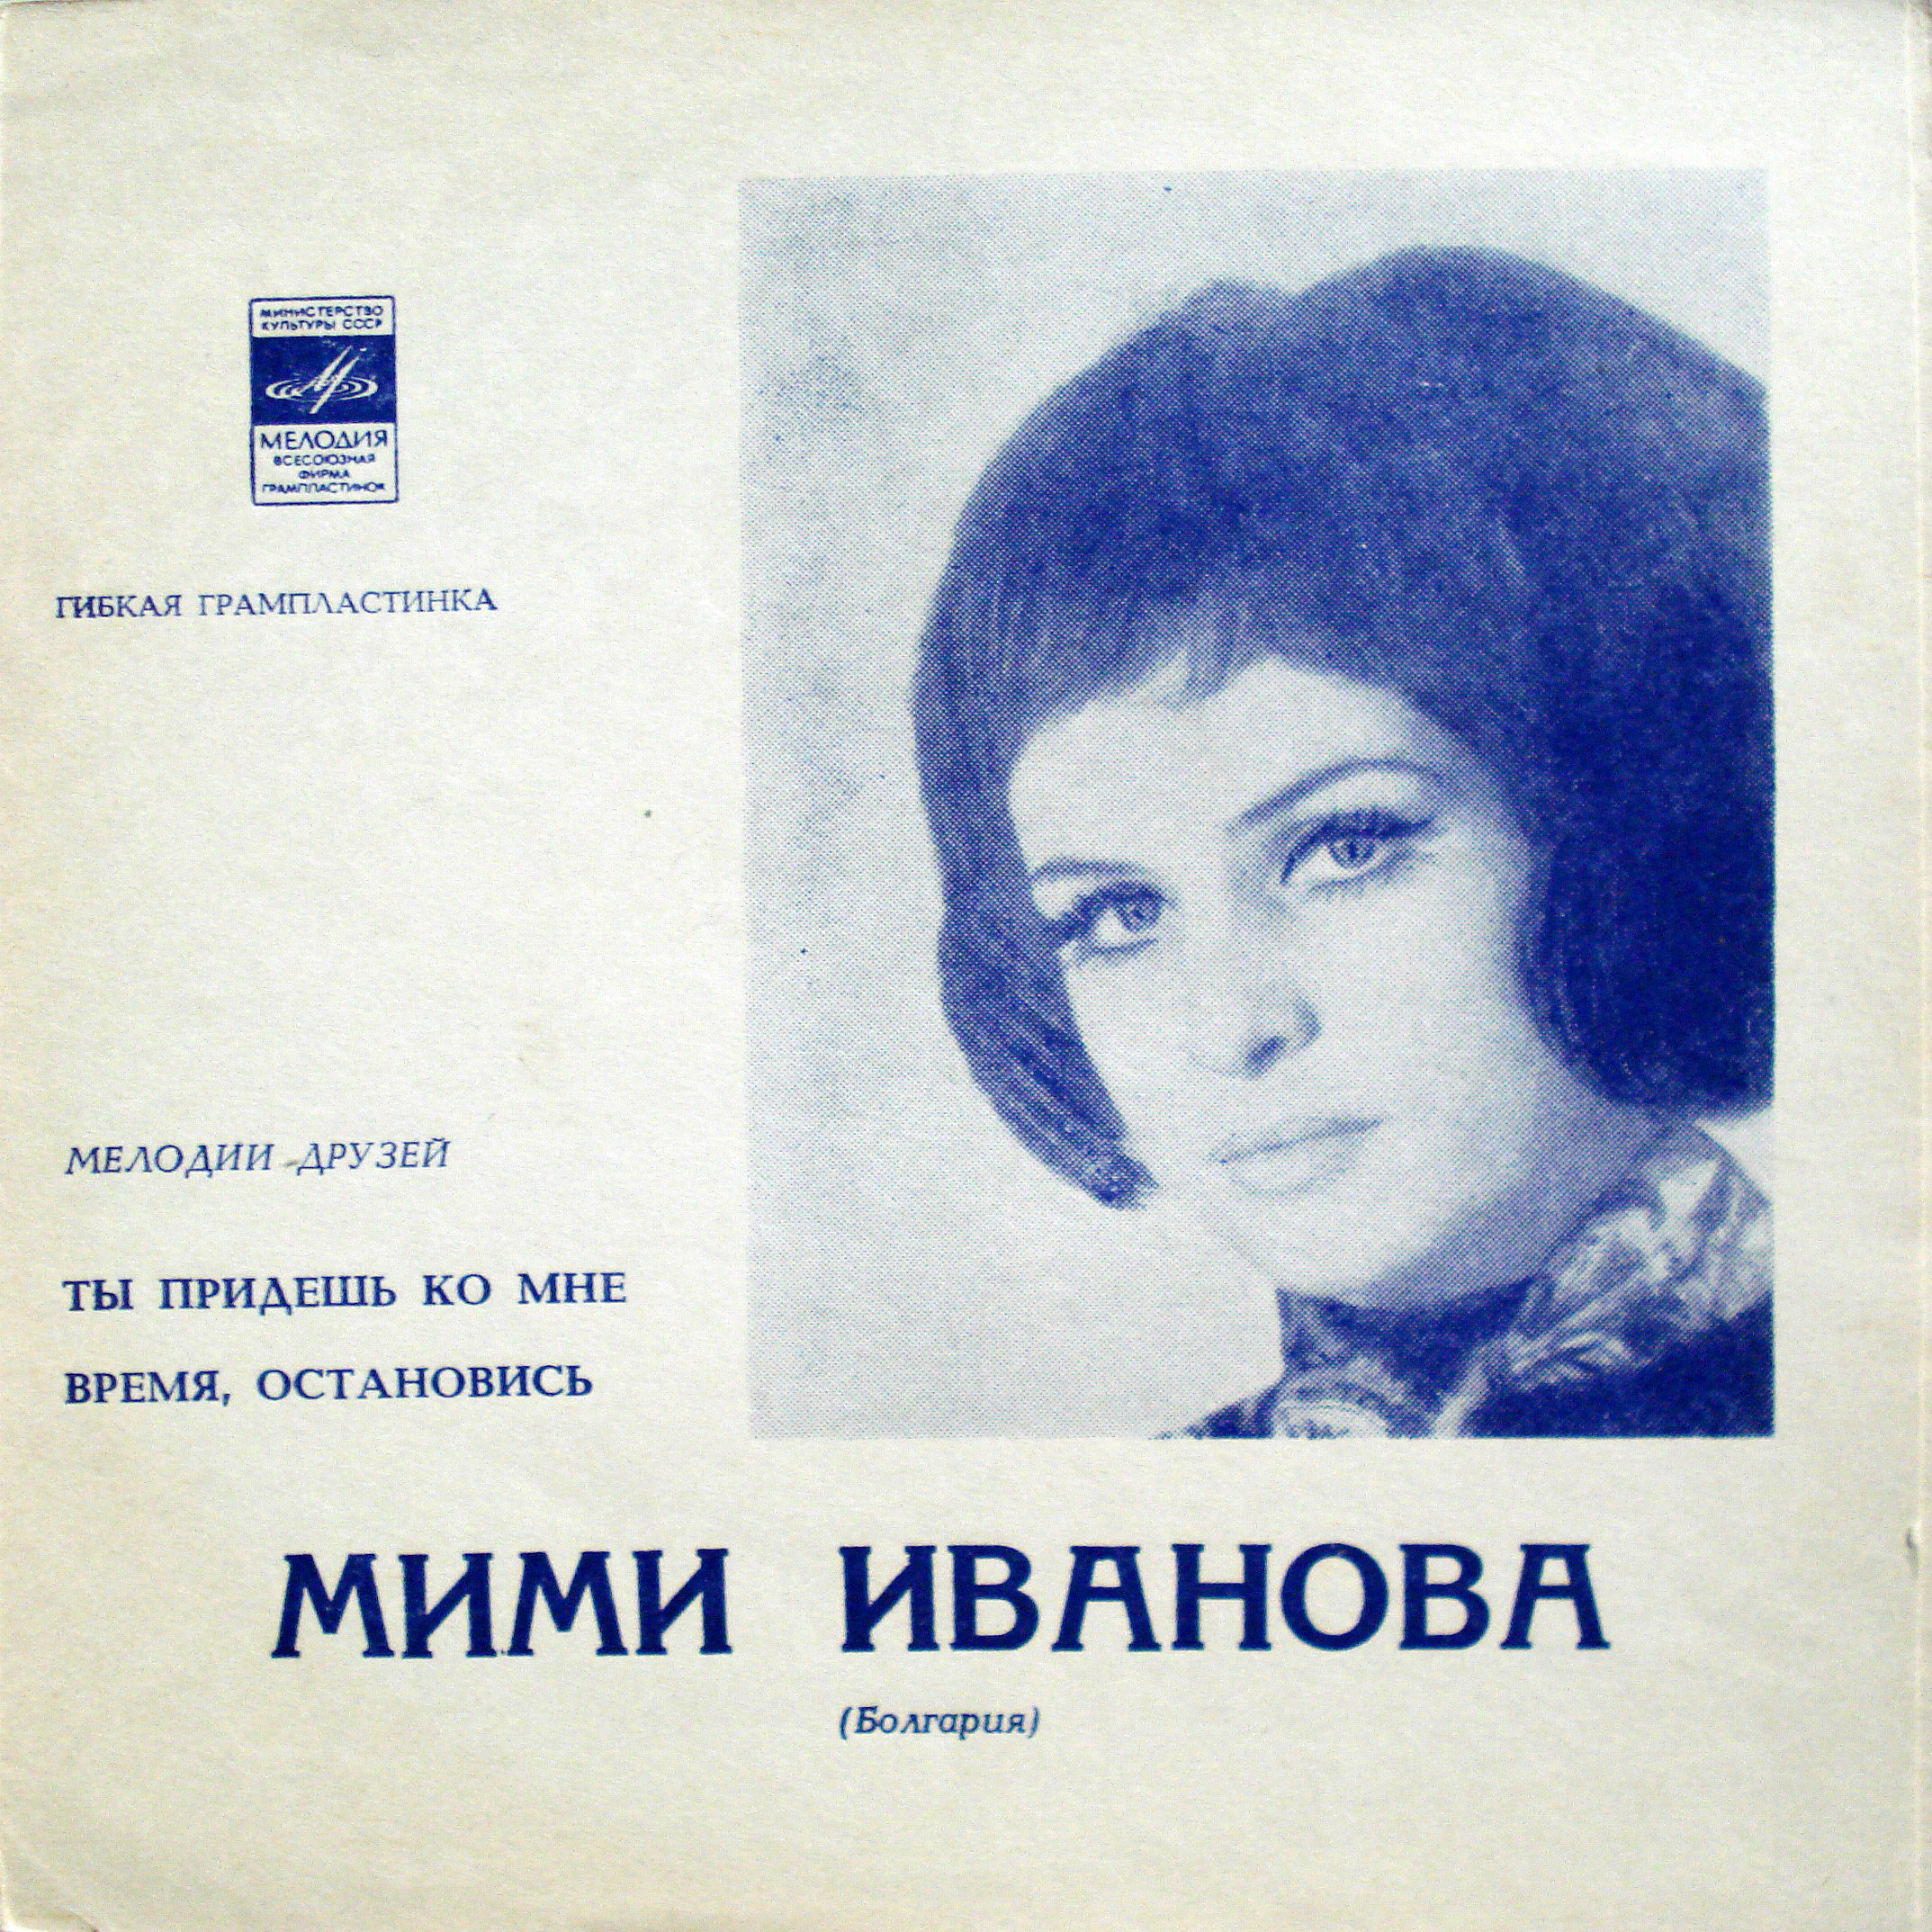 МИНИСТЕРСТВО
КУЛЬТУРЫ СССР
МЕЛОДИЯ
ВСЕСОЮЗНАЯ
ФИРМА
ГРАМПЛАСТИНОК
ГИБКАЯ ГРАМПЛАСТИНКА
МЕЛОДИИ ДРУЗЕЙ
ТЫ ПРИДЕШЬ КО МНЕ
ВРЕМЯ, ОСТАНОВИСЬ
МИМИ ИВАНОВА
(Болгария)